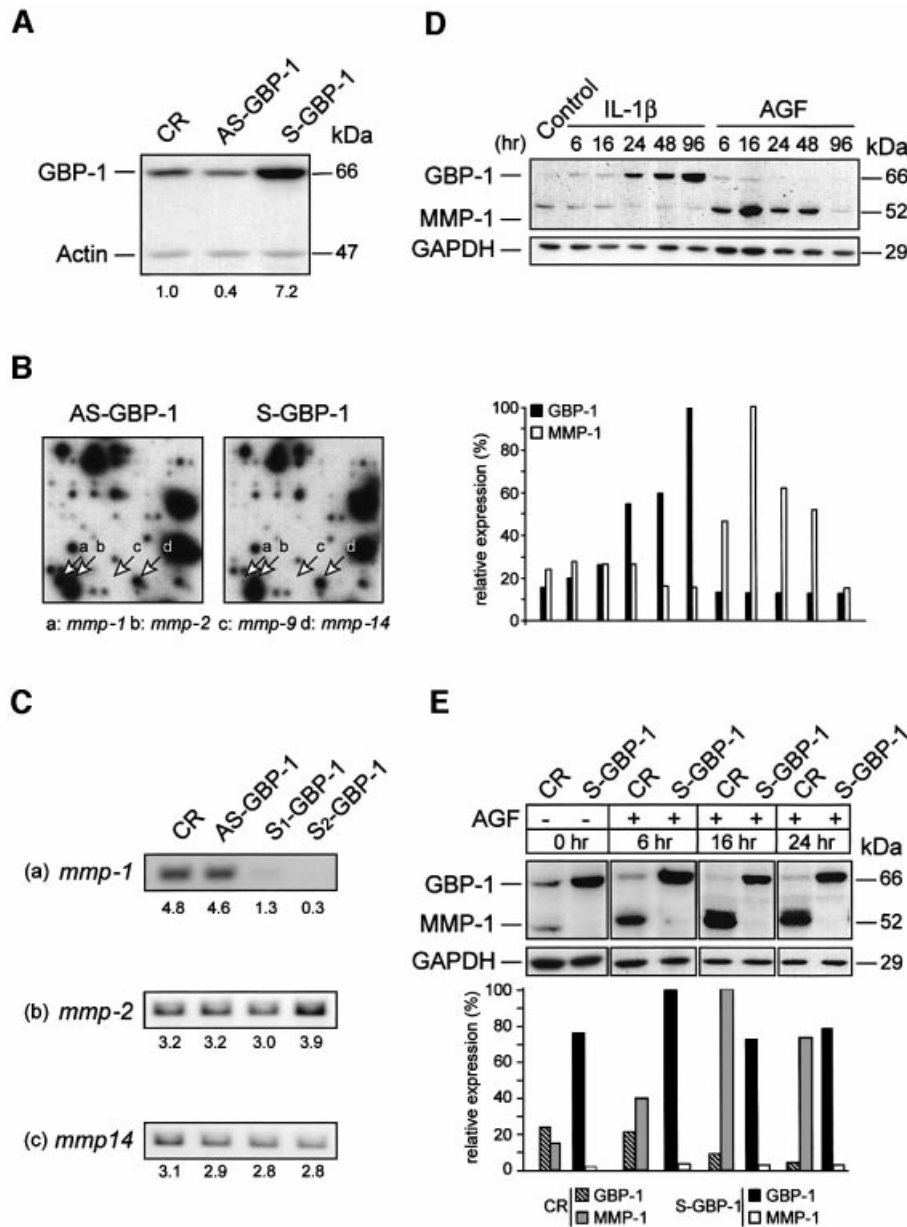 A
CR AS-GBP-1 S-GBP-1 kDa
GBP-1 66
Actin 47
1.0 0.4 7.2
B
AS-GBP-1 S-GBP-1
a b c d a b c d
a: mmp-1 b: mmp-2 c: mmp-9 d: mmp-14
C
CR AS-GBP-1 S1-GBP-1 S2-GBP-1
(a) mmp-1
4.8 4.6 1.3 0.3
(b) mmp-2
3.2 3.2 3.0 3.9
(c) mmp14
3.1 2.9 2.8 2.8
D
Control IL-1β AGF
(hr) 6 16 24 48 96 6 16 24 48 96 kDa
GBP-1 66
MMP-1 52
GAPDH 29
relative expression (%)
100
80
60
40
20
0
GBP-1
MMP-1
E
CR S-GBP-1 CR S-GBP-1 CR S-GBP-1 CR S-GBP-1
AGF - - + + + + + +
0 hr 6 hr 16 hr 24 hr kDa
GBP-1 66
MMP-1 52
GAPDH 29
relative expression (%)
100
80
60
40
20
0
CR GBP-1 MMP-1 S-GBP-1 GBP-1 MMP-1